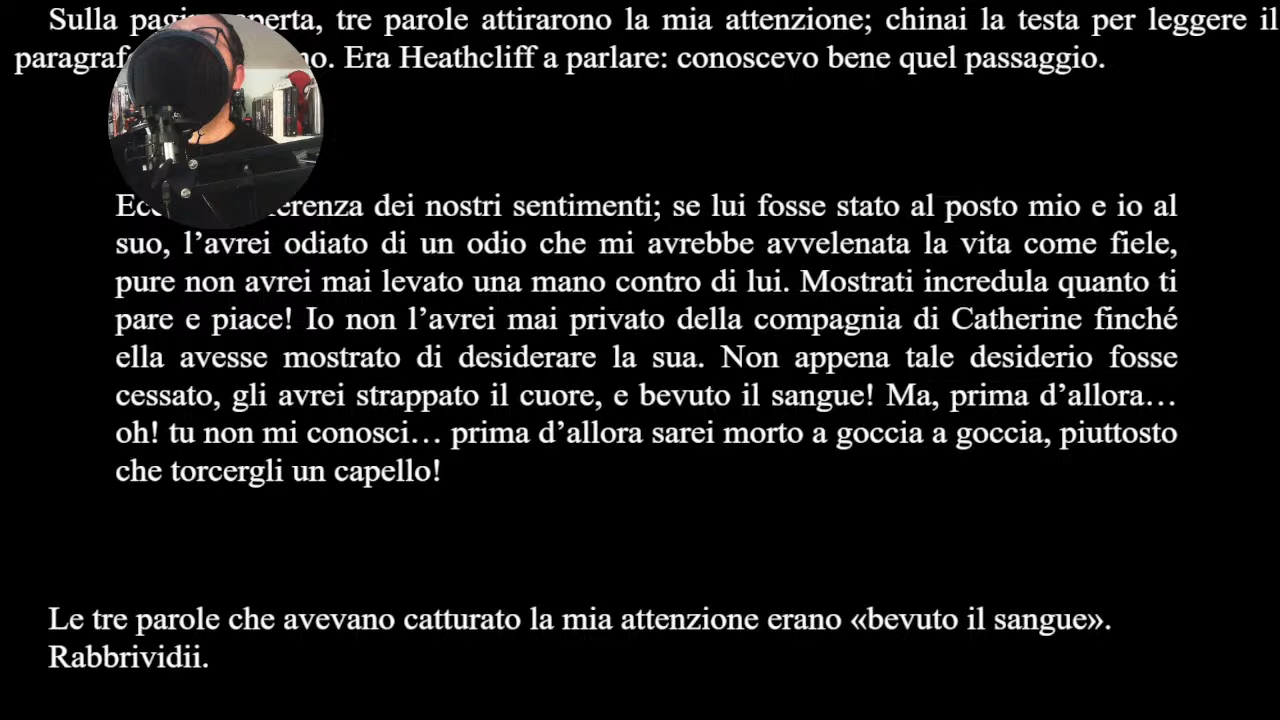 Sulla aperta, tre parole attirarono la mia attenzione; chinai la testa per leggere il
Era Heathcliff a parlare: conoscevo bene quel passaggio.
dei nostri sentimenti; se lui fosse stato al posto mio e io al
suo, l’avrei odiato di un odio che mi avrebbe avvelenata la vita come fiele,
pure non avrei mai levato una mano contro di lui. Mostrati incredula quanto ti
pare e piace! Io non l’avrei mai privato della compagnia di Catherine finché
ella avesse mostrato di desiderare la sua. Non appena tale desiderio fosse
cessato, gli avrei strappato il cuore, e bevuto il sangue! Ma, prima d’allora…
oh! tu non mi conosci… prima d’allora sarei morto a goccia a goccia, piuttosto
che torcergli un capello!
Le tre parole che avevano catturato la mia attenzione erano «bevuto il sangue».
Rabbrividii.